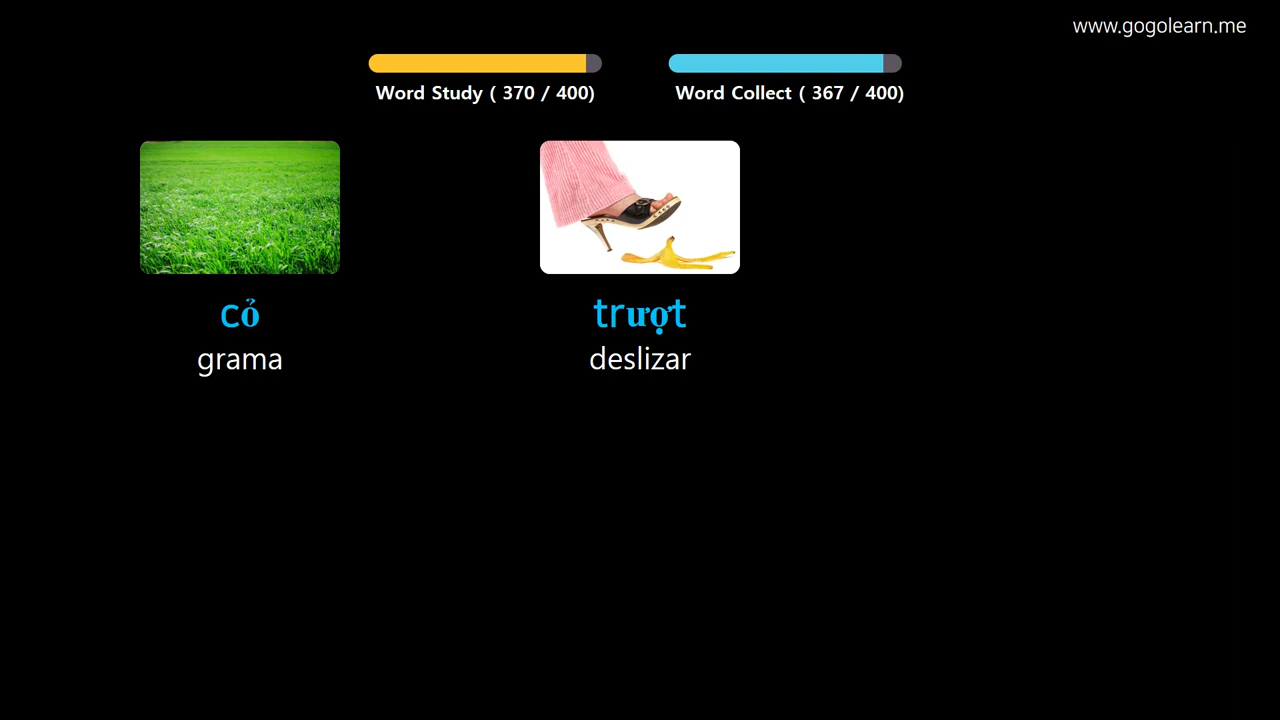 www.gogolearn.me
Word Study ( 370 / 400)
Word Collect ( 367 / 400)
cỏ
grama
trượt
deslizar